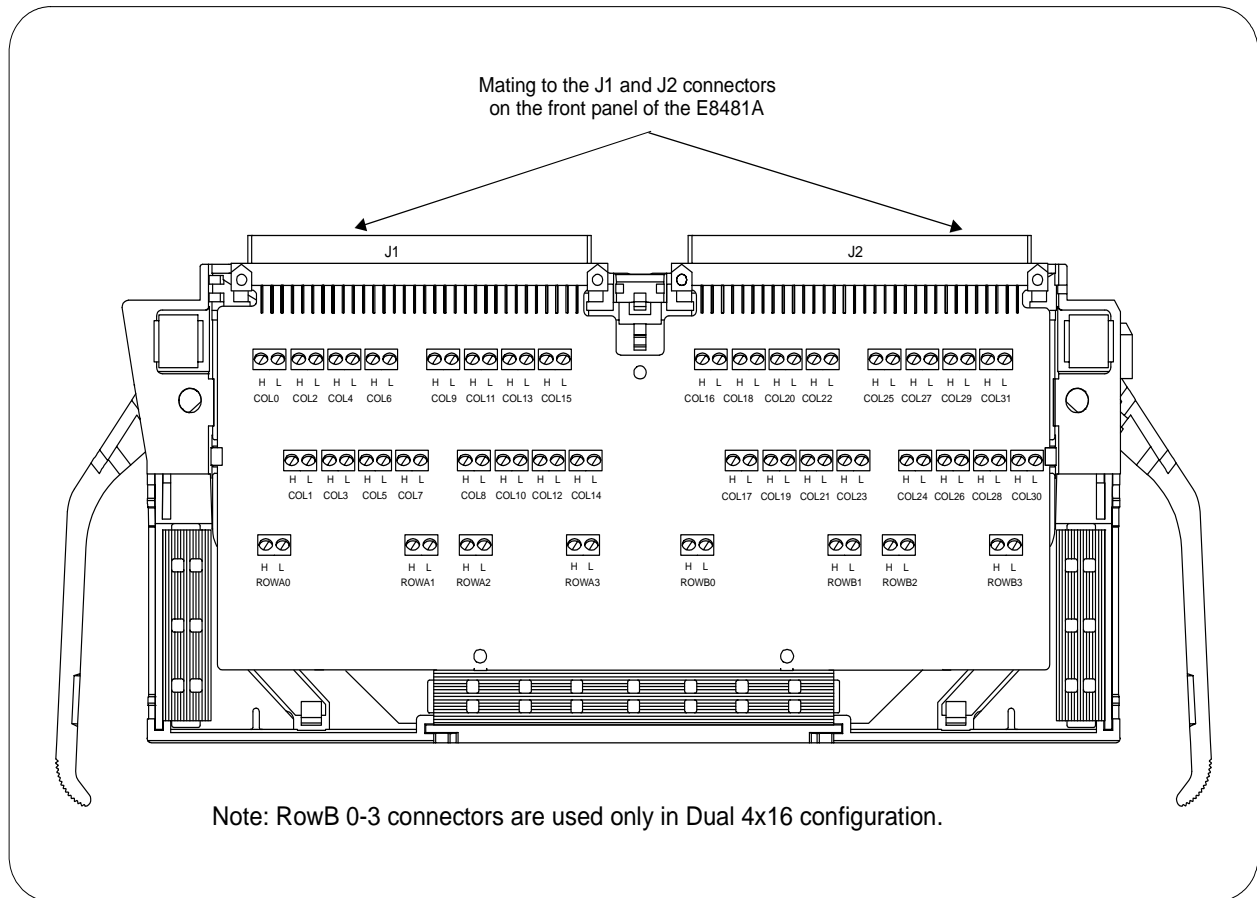 Mating to the J1 and J2 connectors
on the front panel of the E8481A
J1 J2
H L H L H L H L H L H L H L H L H L H L H L H L H L H L H L H L
COL0 COL2 COL4 COL6 COL9 COL11 COL13 COL15 COL16 COL18 COL20 COL22 COL25 COL27 COL29 COL31
H L H L H L H L H L H L H L H L H L H L H L H L H L H L H L H L
COL1 COL3 COL5 COL7 COL8 COL10 COL12 COL14 COL17 COL19 COL21 COL23 COL24 COL26 COL28 COL30
H L H L H L H L H L H L H L H L
ROWA0 ROWA1 ROWA2 ROWA3 ROWB0 ROWB1 ROWB2 ROWB3
Note: RowB 0-3 connectors are used only in Dual 4x16 configuration.